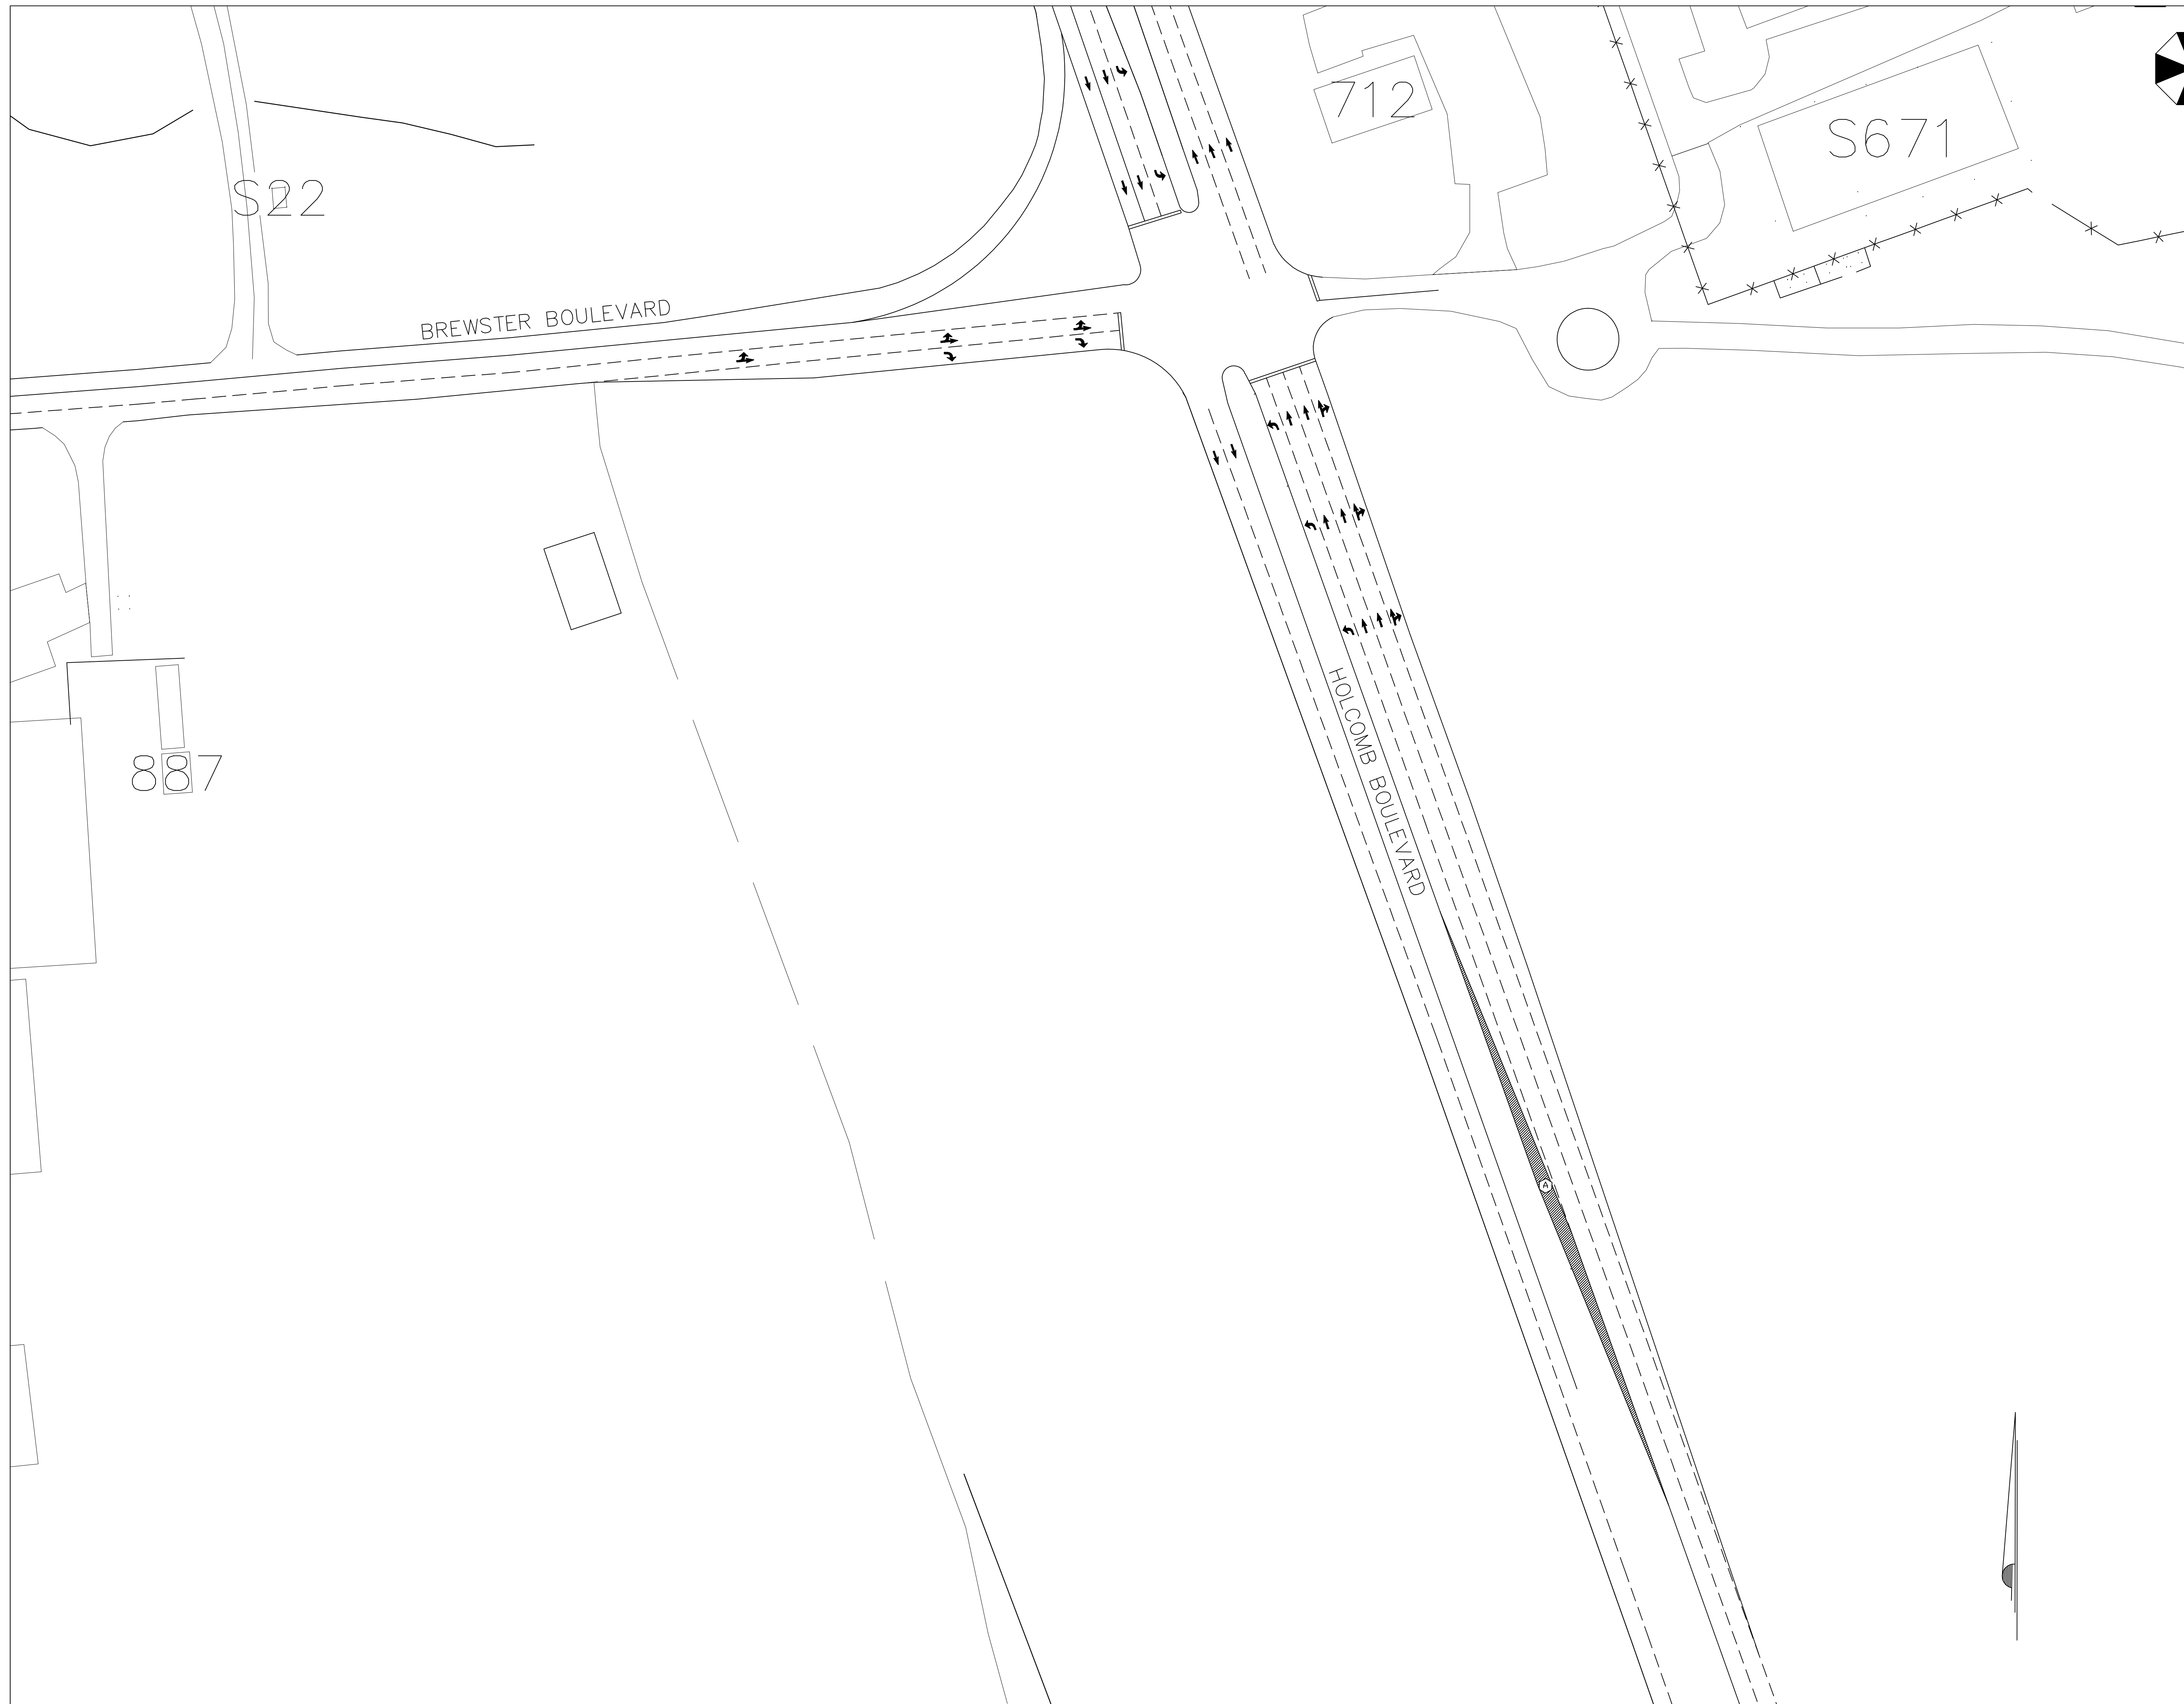 712
S671
S22
BREWSTER BOULEVARD
HOLCOMB BOULEVARD
887
A